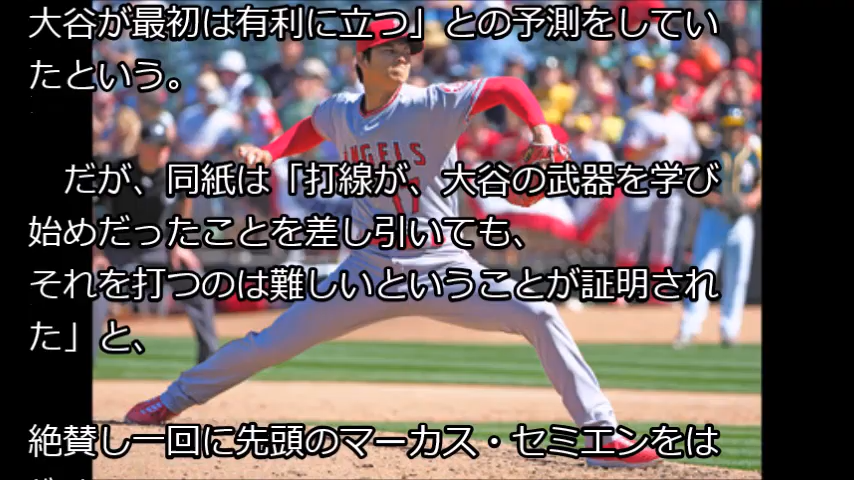 大谷が最初は有利に立つ」との予測をしてい
たという。
だが、同紙は「打線が、大谷の武器を学び
始めだったことを差し引いても、
それを打つのは難しいということが証明され
た」と、
絶賛し一回に先頭のマーカス・セミエンをは
ANGELS
17